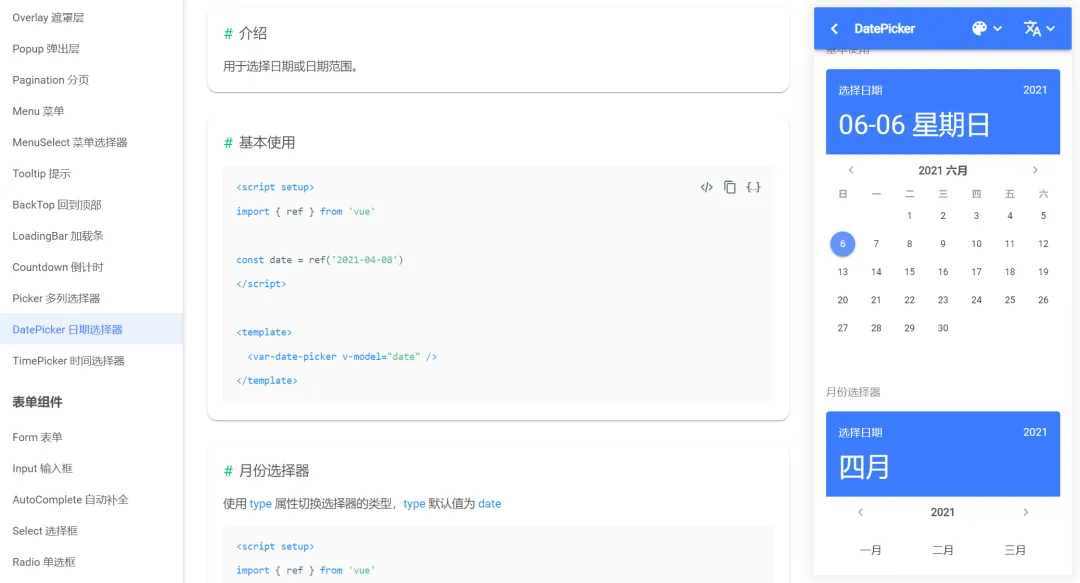 Overlay 遮罩层
Popup 弹出层
Pagination 分页
Menu 菜单
MenuSelect 菜单选择器
Tooltip 提示
BackTop 回到顶部
LoadingBar 加载条
Countdown 倒计时
Picker 多列选择器
DatePicker 日期选择器
TimePicker 时间选择器
表单组件
Form 表单
Input 输入框
AutoComplete 自动补全
Select 选择框
Radio 单选框
# 介绍
用于选择日期或日期范围。
# 基本使用
<script setup>
import { ref } from 'vue'
const date = ref('2021-04-08')
</script>
<template>
<var-date-picker v-model="date" />
</template>
# 月份选择器
使用 type 属性切换选择器的类型，type 默认值为 date
<script setup>
import { ref } from 'vue'
DatePicker
基本使用
选择日期 2021
06-06 星期日
2021 六月
日 一 二 三 四 五 六
1 2 3 4 5
6 7 8 9 10 11 12
13 14 15 16 17 18 19
20 21 22 23 24 25 26
27 28 29 30
月份选择器
选择日期 2021
四月
2021
一月 二月 三月